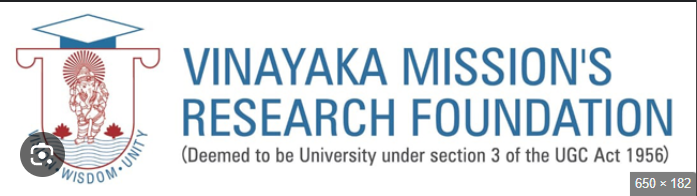 VINAYAKA MISSION'S
RESEARCH FOUNDATION
(Deemed to be University under section 3 of the UGC Act 1956)
WISDOM • UNITY
650 × 182